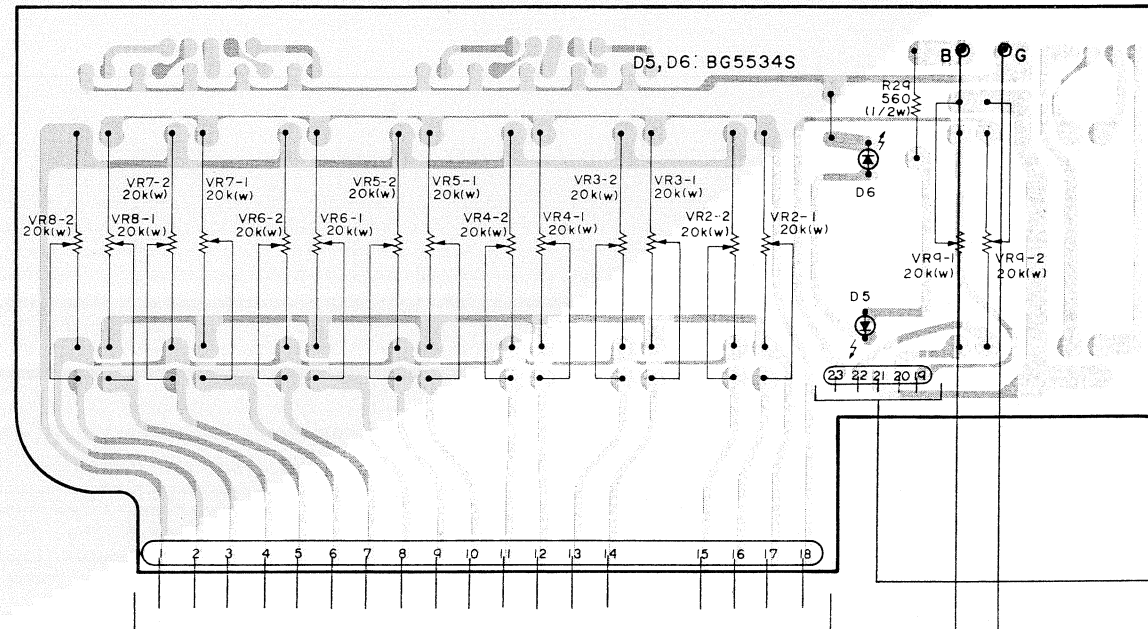 D5, D6: BG5534S
B
G
R29
560
(1/2W)
D6
VR7-2
20k(w)
VR7-1
20k(w)
VR5-2
20k(w)
VR5-1
20k(w)
VR3-2
20k(w)
VR3-1
20k(w)
VR8-2
20k(w)
VR8-1
20k(w)
VR6-2
20k(w)
VR6-1
20k(w)
VR4-2
20k(w)
VR4-1
20k(w)
VR2-2
20k(w)
VR2-1
20k(w)
VR9-1
20k(w)
VR9-2
20k(w)
D5
23 22 21 20 19
1 2 3 4 5 6 7 8 9 10 11 12 13 14 15 16 17 18